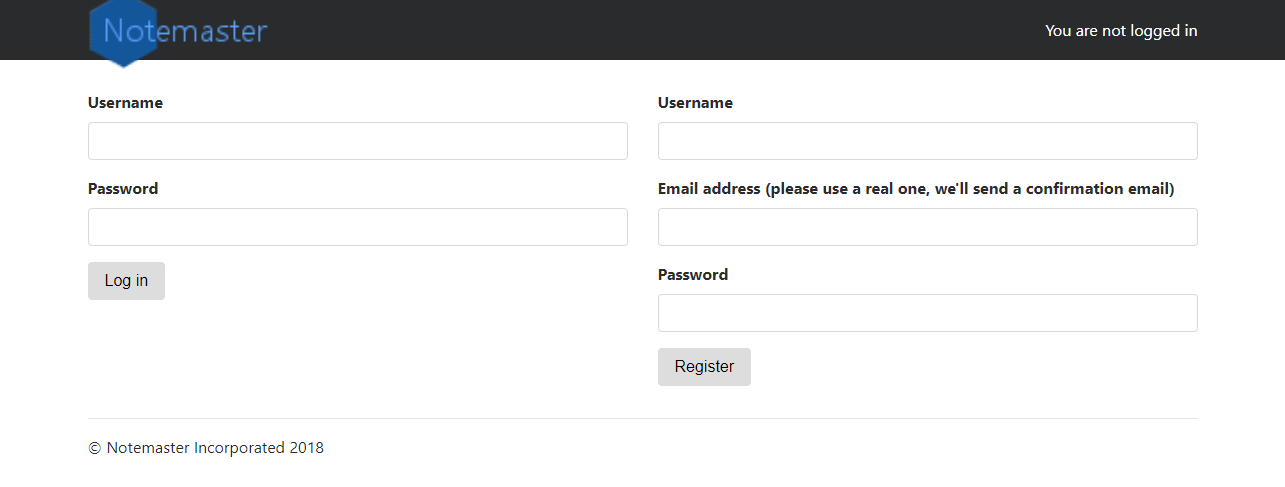 Notemaster
You are not logged in
Username
Password
Log in
Username
Email address (please use a real one, we'll send a confirmation email)
Password
Register
© Notemaster Incorporated 2018